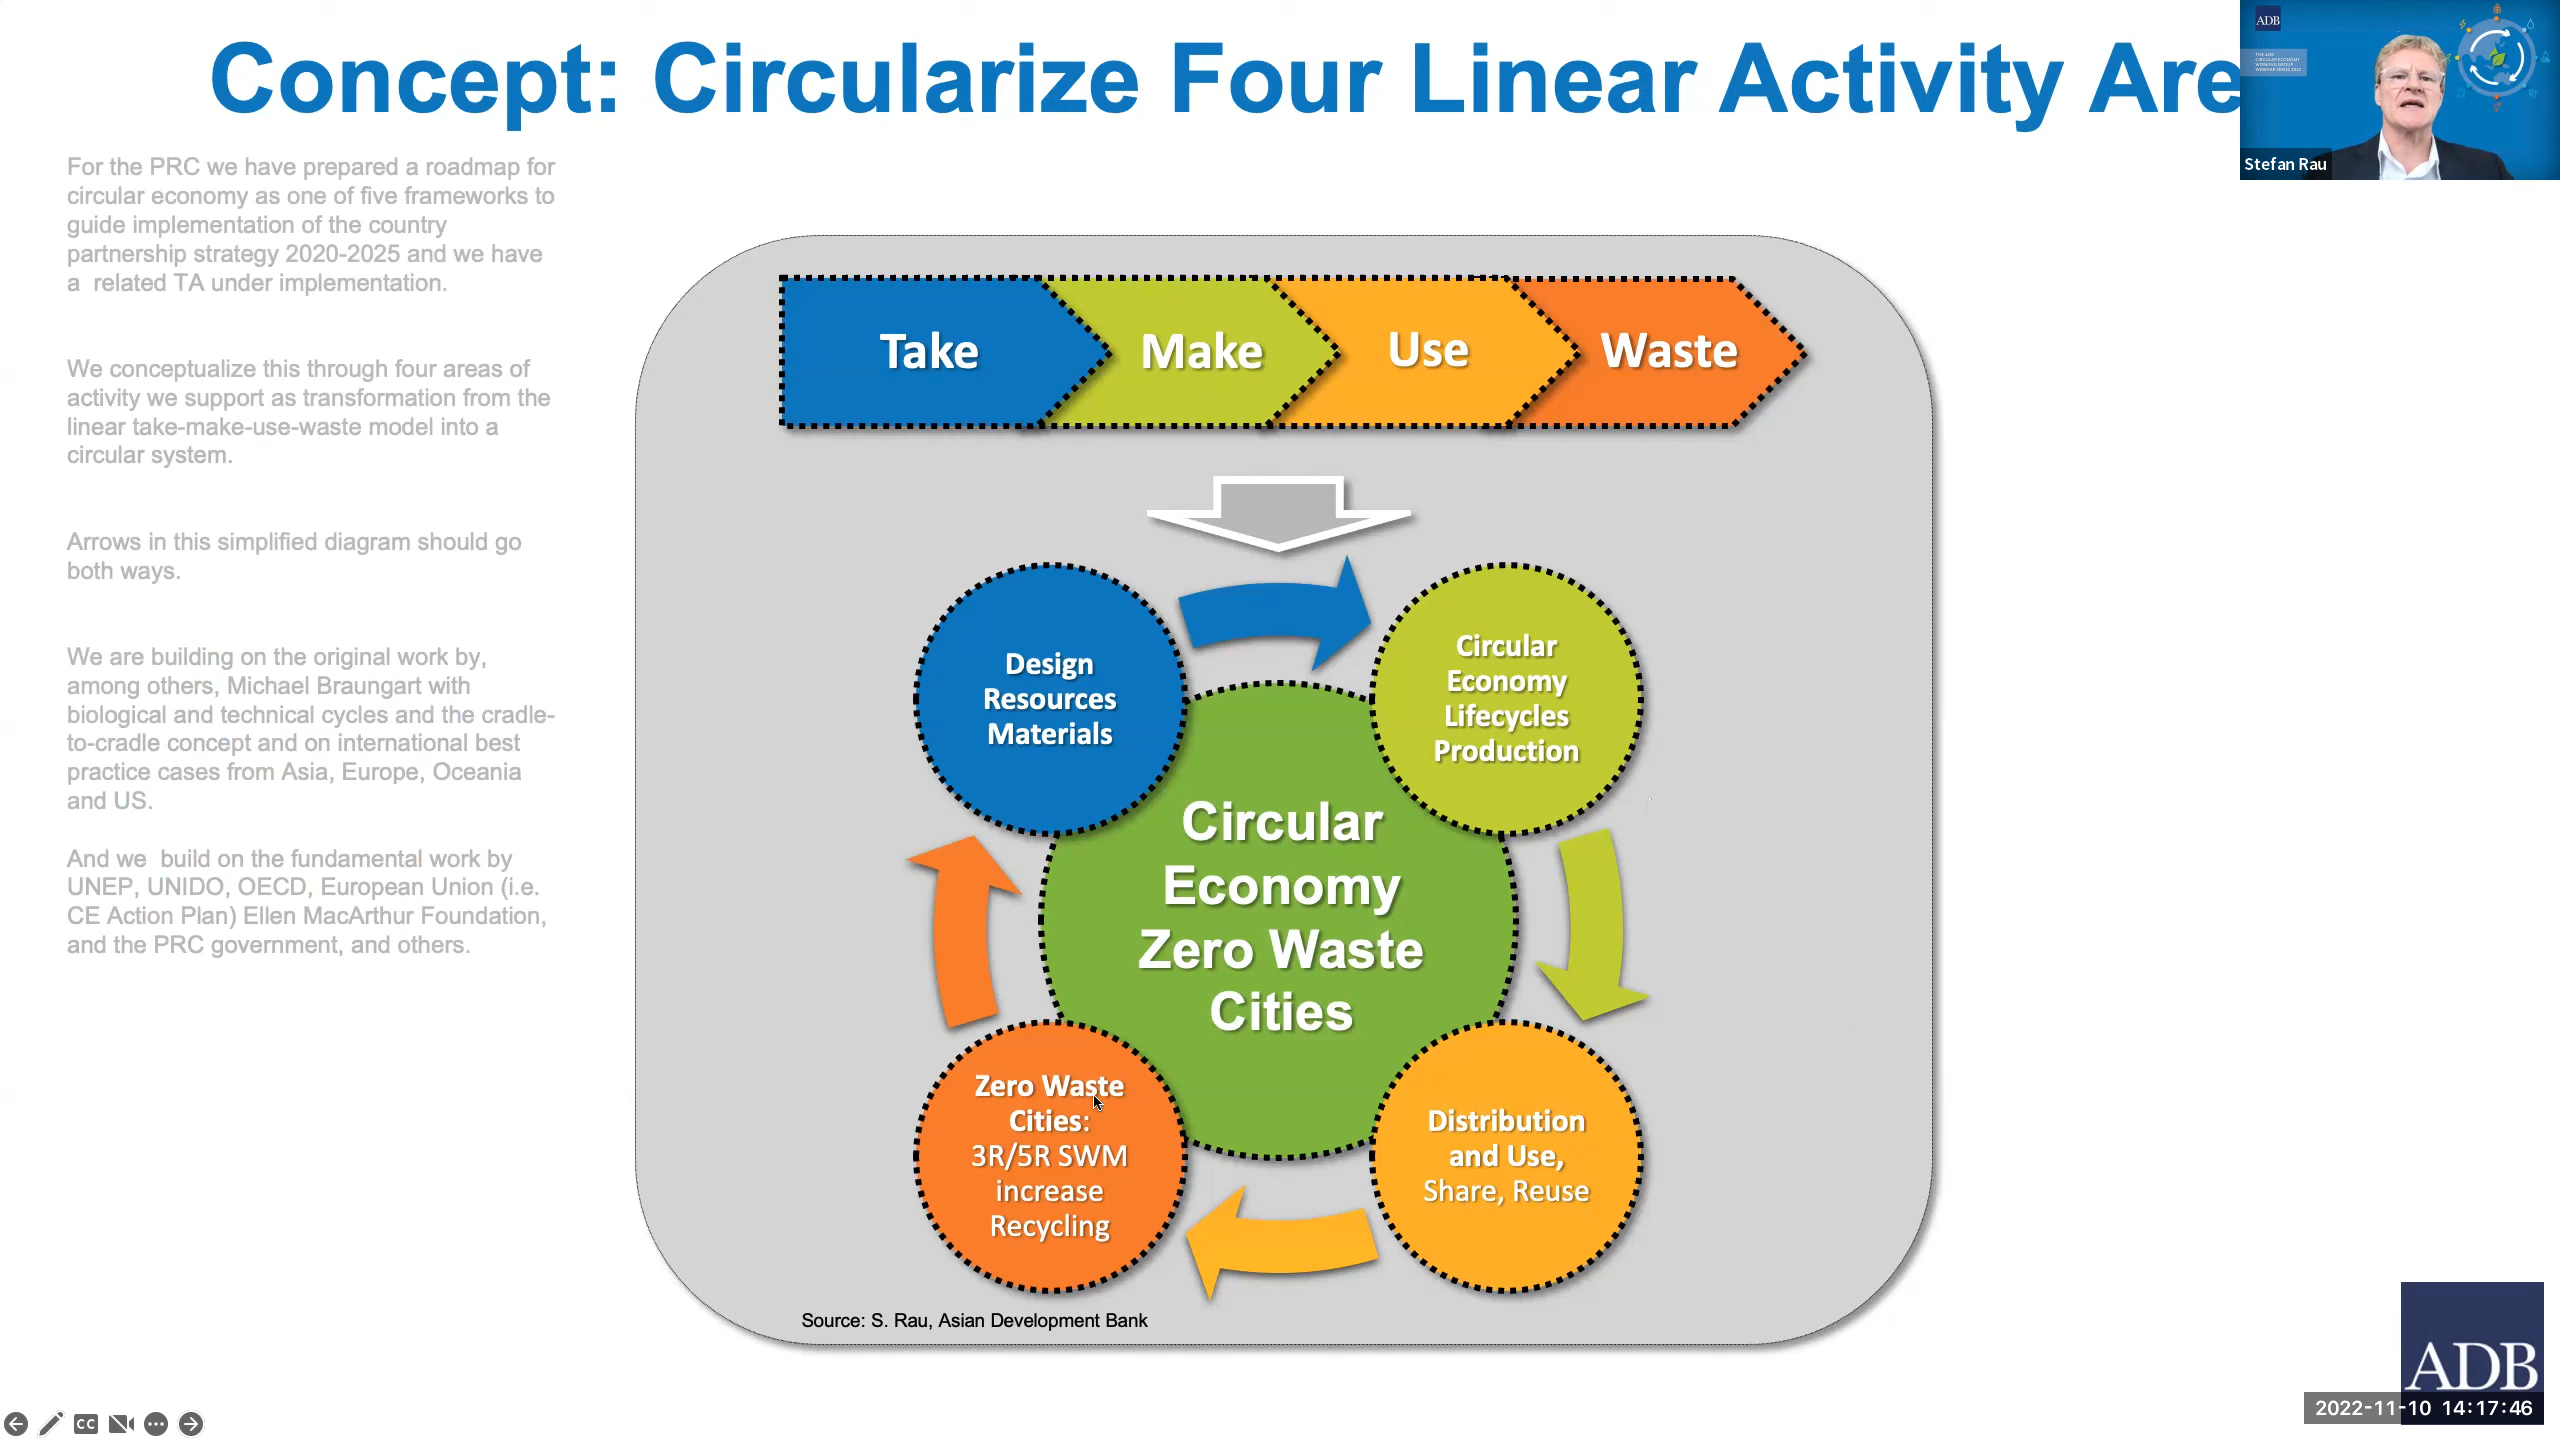 Concept: Circularize Four Linear Activity Are
ADB
Stefan Rau
For the PRC we have prepared a roadmap for
circular economy as one of five frameworks to
guide implementation of the country
partnership strategy 2020-2025 and we have
a related TA under implementation.
We conceptualize this through four areas of
activity we support as transformation from the
linear take-make-use-waste model into a
circular system.
Arrows in this simplified diagram should go
both ways.
We are building on the original work by,
among others, Michael Braungart with
biological and technical cycles and the cradle-
to-cradle concept and on international best
practice cases from Asia, Europe, Oceania
and US.
And we build on the fundamental work by
UNEP, UNIDO, OECD, European Union (i.e.
CE Action Plan) Ellen MacArthur Foundation,
and the PRC government, and others.
Take
Make
Use
Waste
Design
Resources
Materials
Circular
Economy
Lifecycles
Production
Circular
Economy
Zero Waste
Cities
Zero Waste
Cities:
3R/5R SWM
increase
Recycling
Distribution
and Use,
Share, Reuse
Source: S. Rau, Asian Development Bank
ADB
CC
2022-11-10 14:17:46